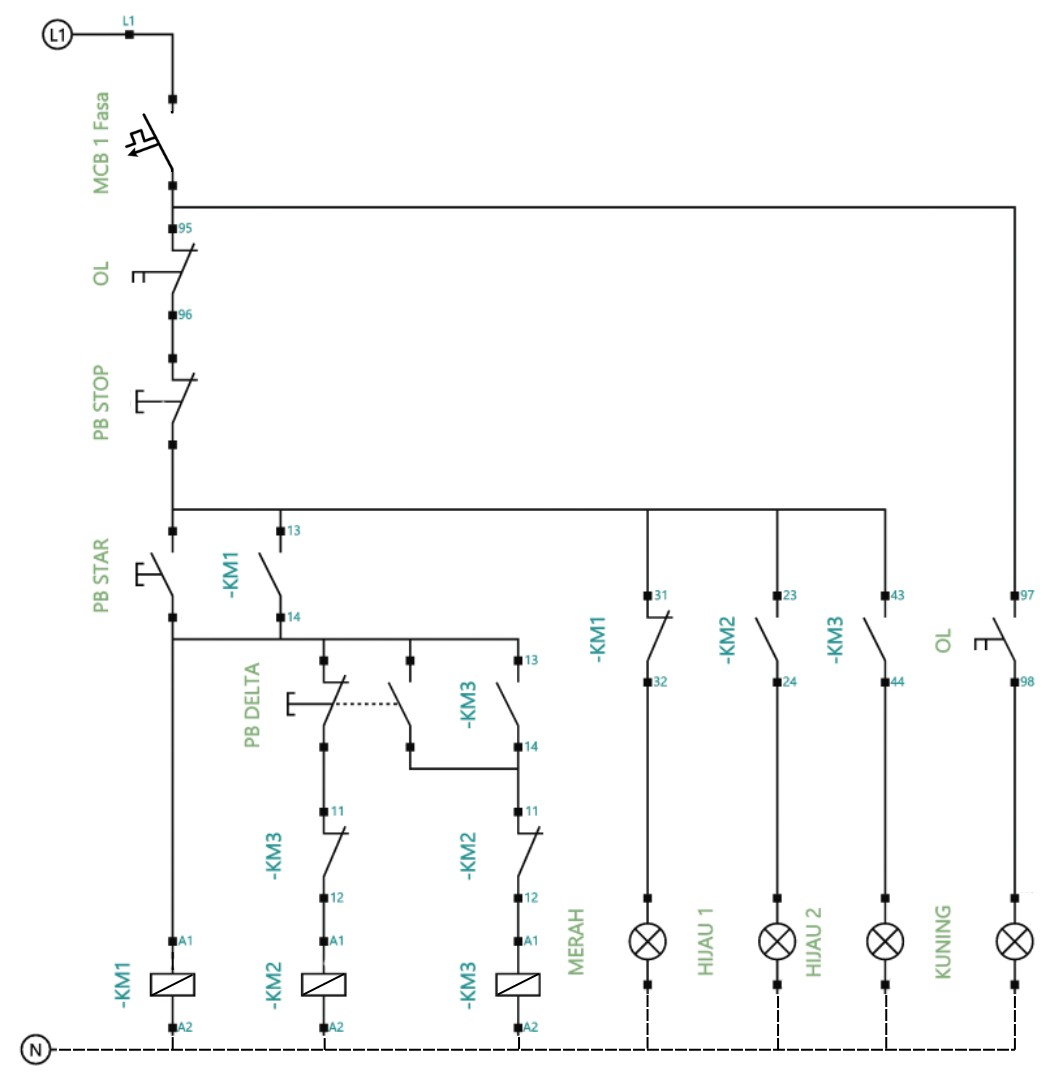 L1
L1
MCB 1 Fasa
95
OL
96
PB STOP
PB STAR
-KM1
13
14
PB DELTA
-KM3
13
14
-KM1
31
32
-KM2
23
24
-KM3
43
44
OL
97
98
-KM3
11
12
-KM2
11
12
-KM1
A1
A2
-KM2
A1
A2
-KM3
A1
A2
MERAH
HIJAU 1
HIJAU 2
KUNING
N